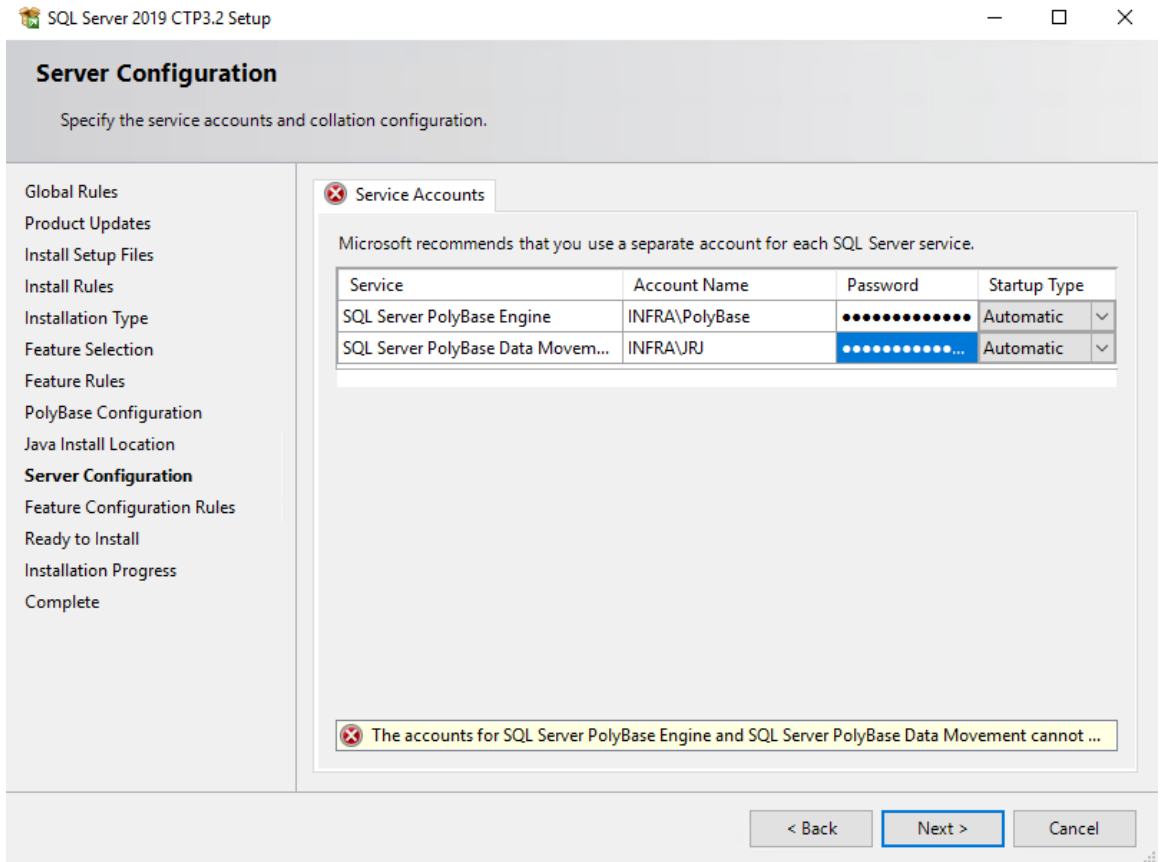 SQL Server 2019 CTP3.2 Setup
Server Configuration
Specify the service accounts and collation configuration.
Global Rules
Product Updates
Install Setup Files
Install Rules
Installation Type
Feature Selection
Feature Rules
PolyBase Configuration
Java Install Location
Server Configuration
Feature Configuration Rules
Ready to Install
Installation Progress
Complete
Service Accounts
Microsoft recommends that you use a separate account for each SQL Server service.
Service Account Name Password Startup Type
SQL Server PolyBase Engine INFRA\PolyBase ●●●●●●●●●●●●● Automatic
SQL Server PolyBase Data Movem... INFRA\JRJ ●●●●●●●●●●●... Automatic
The accounts for SQL Server PolyBase Engine and SQL Server PolyBase Data Movement cannot ...
< Back Next > Cancel